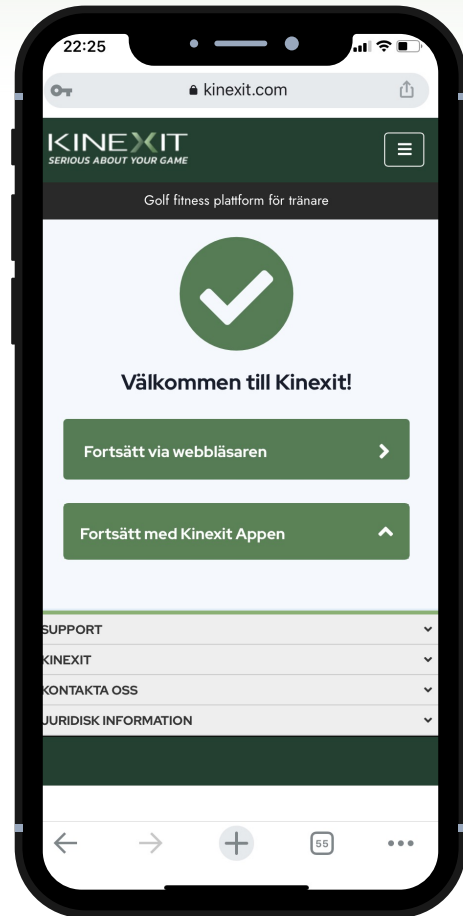 22:25
kinexit.com
KINEXIT
SERIOUS ABOUT YOUR GAME
Golf fitness plattform för tränare
Välkommen till Kinexit!
Fortsätt via webbläsaren
Fortsätt med Kinexit Appen
SUPPORT
KINEXIT
KONTAKTA OSS
JURIDISK INFORMATION
55